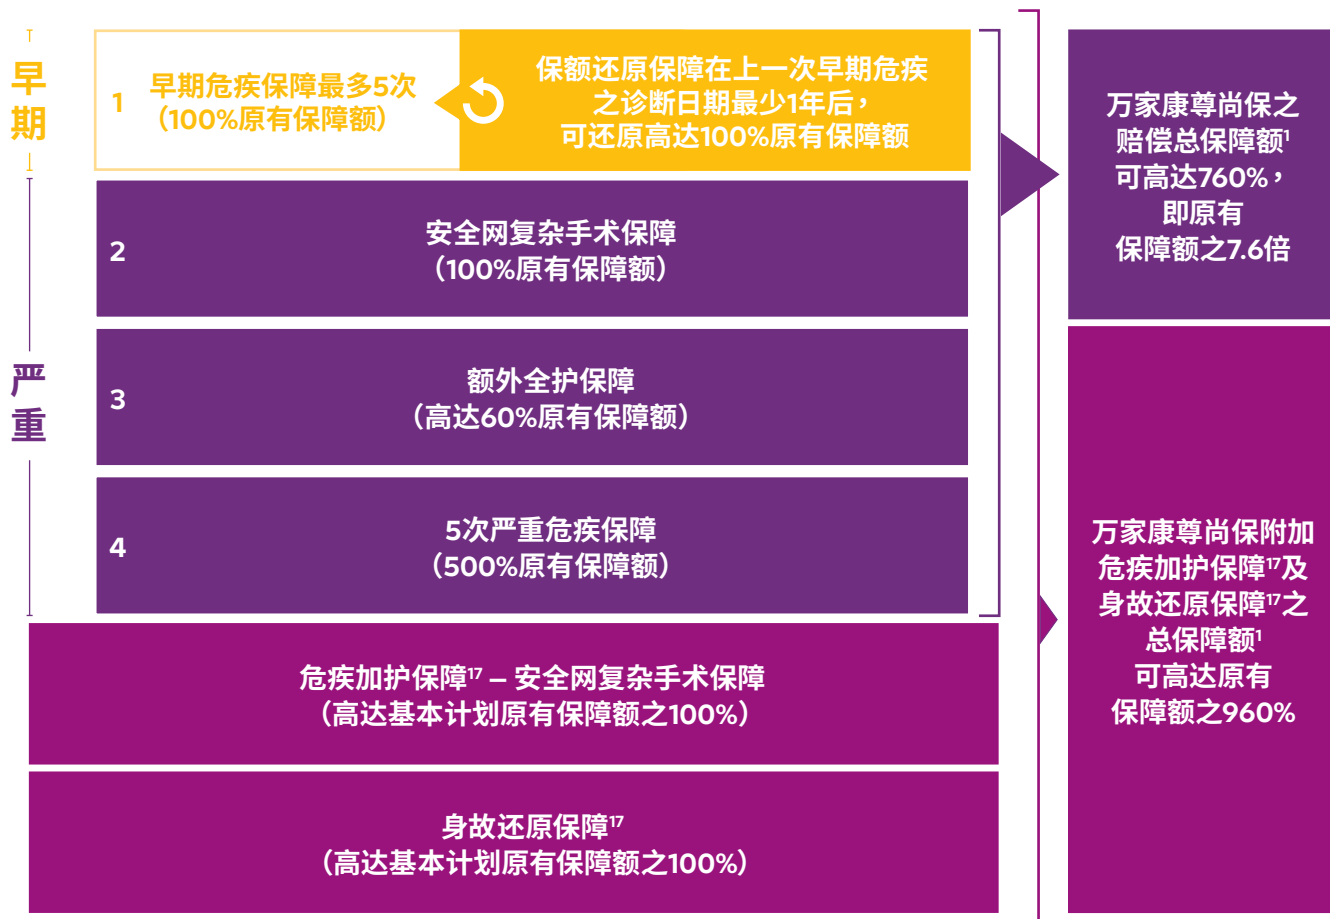 早
期
1
早期危疾保障最多5次
（100%原有保障额）
保额还原保障在上一次早期危疾
之诊断日期最少1年后，
可还原高达100%原有保障额
严
重
2
安全网复杂手术保障
（100%原有保障额）
3
额外全护保障
（高达60%原有保障额）
4
5次严重危疾保障
（500%原有保障额）
危疾加护保障17 – 安全网复杂手术保障
（高达基本计划原有保障额之100%）
身故还原保障17
（高达基本计划原有保障额之100%）
万家康尊尚保之
赔偿总保障额1
可高达760%，
即原有
保障额之7.6倍
万家康尊尚保附加
危疾加护保障17及
身故还原保障17之
总保障额1
可高达原有
保障额之960%